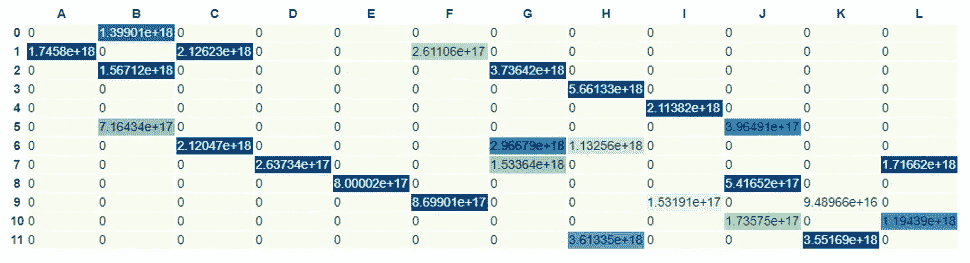 A B C D E F G H I J K L
0 0 1.39901e+18 0 0 0 0 0 0 0 0 0 0
1 1.7458e+18 0 2.12623e+18 0 0 2.61106e+17 0 0 0 0 0 0
2 0 1.56712e+18 0 0 0 0 3.73642e+18 0 0 0 0 0
3 0 0 0 0 0 0 0 5.66133e+18 0 0 0 0
4 0 0 0 0 0 0 0 0 2.11382e+18 0 0 0
5 0 7.16434e+17 0 0 0 0 0 0 0 3.96491e+17 0 0
6 0 0 2.12047e+18 0 0 0 2.96679e+18 1.13256e+18 0 0 0 0
7 0 0 0 2.63734e+17 0 0 1.53364e+18 0 0 0 0 1.71662e+18
8 0 0 0 0 8.00002e+17 0 0 0 0 5.41652e+17 0 0
9 0 0 0 0 0 8.69901e+17 0 0 1.53191e+17 0 9.48966e+16 0
10 0 0 0 0 0 0 0 0 0 1.73575e+17 0 1.19439e+18
11 0 0 0 0 0 0 0 3.61335e+18 0 0 3.55169e+18 0